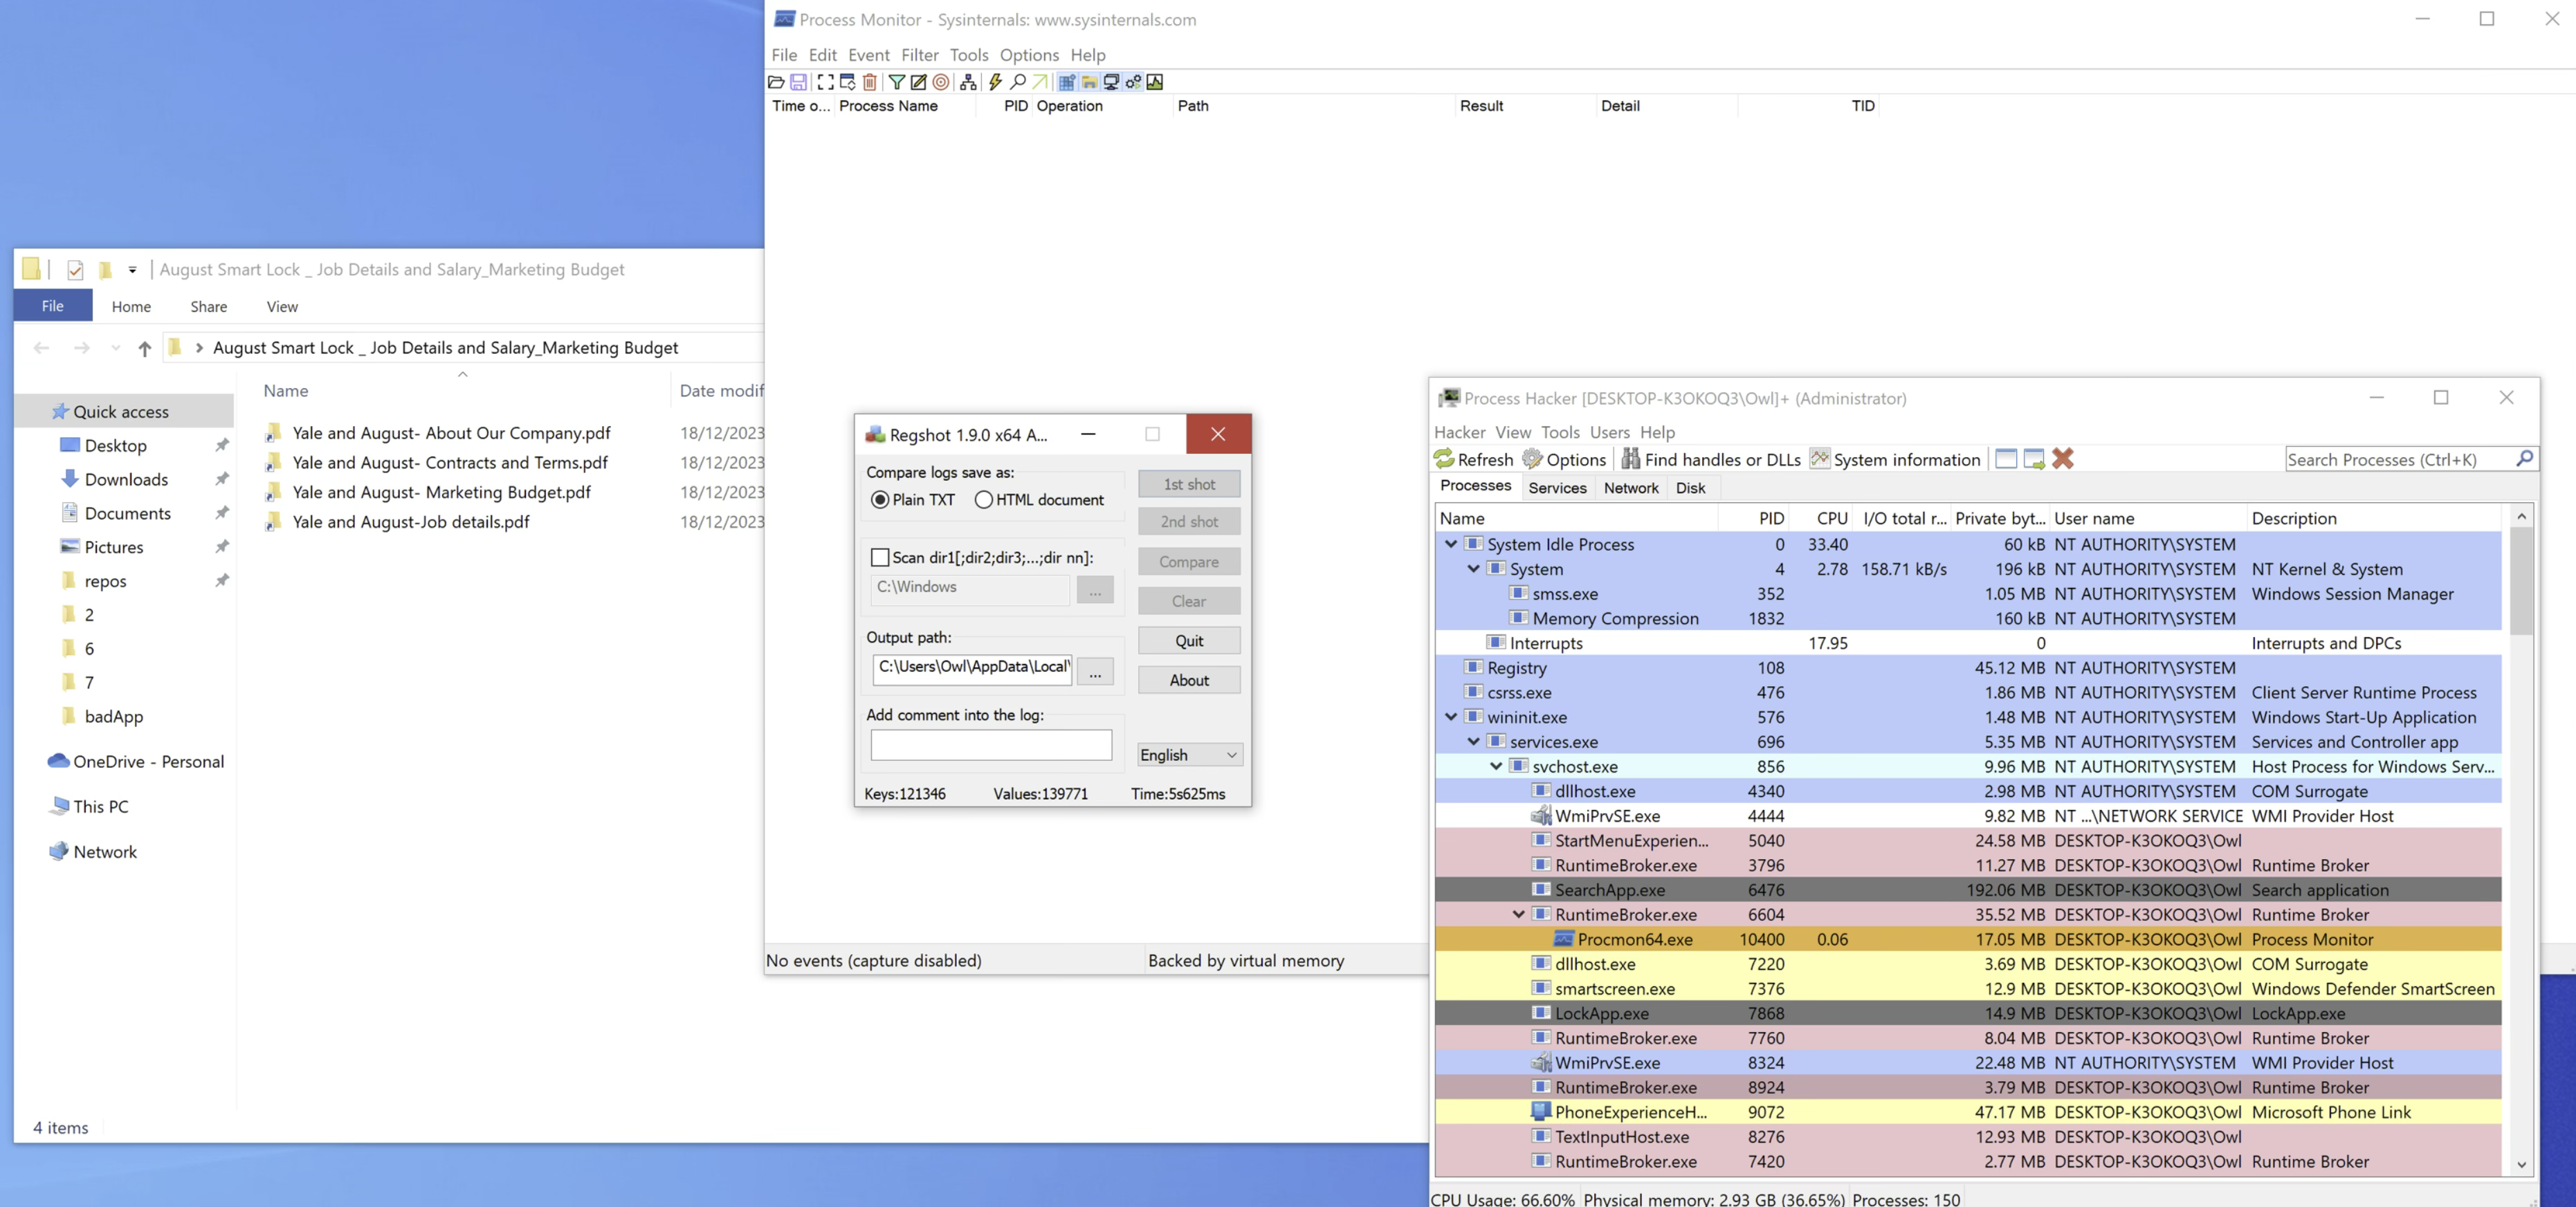 Process Monitor - Sysinternals: www.sysinternals.com
File Edit Event Filter Tools Options Help
Time o... Process Name PID Operation Path Result Detail TID
No events (capture disabled) Backed by virtual memory
August Smart Lock _ Job Details and Salary_Marketing Budget
File Home Share View
August Smart Lock _ Job Details and Salary_Marketing Budget
Name Date modif
Quick access
Desktop
Downloads
Documents
Pictures
repos
2
6
7
badApp
OneDrive - Personal
This PC
Network
Yale and August- About Our Company.pdf 18/12/2023
Yale and August- Contracts and Terms.pdf 18/12/2023
Yale and August- Marketing Budget.pdf 18/12/2023
Yale and August-Job details.pdf 18/12/2023
4 items
Regshot 1.9.0 x64 A...
Compare logs save as:
Plain TXT HTML document
Scan dir1[;dir2;dir3;...;dir nn]:
C:\Windows ...
Output path:
C:\Users\Owl\AppData\Local\ ...
Add comment into the log:
1st shot
2nd shot
Compare
Clear
Quit
About
English
Keys:121346 Values:139771 Time:5s625ms
Process Hacker [DESKTOP-K3OKOQ3\Owl]+ (Administrator)
Hacker View Tools Users Help
Refresh Options Find handles or DLLs System information Search Processes (Ctrl+K)
Processes Services Network Disk
Name PID CPU I/O total r... Private byt... User name Description
System Idle Process 0 33.40 60 kB NT AUTHORITY\SYSTEM
System 4 2.78 158.71 kB/s 196 kB NT AUTHORITY\SYSTEM NT Kernel & System
smss.exe 352 1.05 MB NT AUTHORITY\SYSTEM Windows Session Manager
Memory Compression 1832 160 kB NT AUTHORITY\SYSTEM
Interrupts 17.95 0 Interrupts and DPCs
Registry 108 45.12 MB NT AUTHORITY\SYSTEM
csrss.exe 476 1.86 MB NT AUTHORITY\SYSTEM Client Server Runtime Process
wininit.exe 576 1.48 MB NT AUTHORITY\SYSTEM Windows Start-Up Application
services.exe 696 5.35 MB NT AUTHORITY\SYSTEM Services and Controller app
svchost.exe 856 9.96 MB NT AUTHORITY\SYSTEM Host Process for Windows Serv...
dllhost.exe 4340 2.98 MB NT AUTHORITY\SYSTEM COM Surrogate
WmiPrvSE.exe 4444 9.82 MB NT ...\NETWORK SERVICE WMI Provider Host
StartMenuExperien... 5040 24.58 MB DESKTOP-K3OKOQ3\Owl
RuntimeBroker.exe 3796 11.27 MB DESKTOP-K3OKOQ3\Owl Runtime Broker
SearchApp.exe 6476 192.06 MB DESKTOP-K3OKOQ3\Owl Search application
RuntimeBroker.exe 6604 35.52 MB DESKTOP-K3OKOQ3\Owl Runtime Broker
Procmon64.exe 10400 0.06 17.05 MB DESKTOP-K3OKOQ3\Owl Process Monitor
dllhost.exe 7220 3.69 MB DESKTOP-K3OKOQ3\Owl COM Surrogate
smartscreen.exe 7376 12.9 MB DESKTOP-K3OKOQ3\Owl Windows Defender SmartScreen
LockApp.exe 7868 14.9 MB DESKTOP-K3OKOQ3\Owl LockApp.exe
RuntimeBroker.exe 7760 8.04 MB DESKTOP-K3OKOQ3\Owl Runtime Broker
WmiPrvSE.exe 8324 22.48 MB NT AUTHORITY\SYSTEM WMI Provider Host
RuntimeBroker.exe 8924 3.79 MB DESKTOP-K3OKOQ3\Owl Runtime Broker
PhoneExperienceH... 9072 47.17 MB DESKTOP-K3OKOQ3\Owl Microsoft Phone Link
TextInputHost.exe 8276 12.93 MB DESKTOP-K3OKOQ3\Owl
RuntimeBroker.exe 7420 2.77 MB DESKTOP-K3OKOQ3\Owl Runtime Broker
CPU Usage: 66.60% Physical memory: 2.93 GB (36.65%) Processes: 150